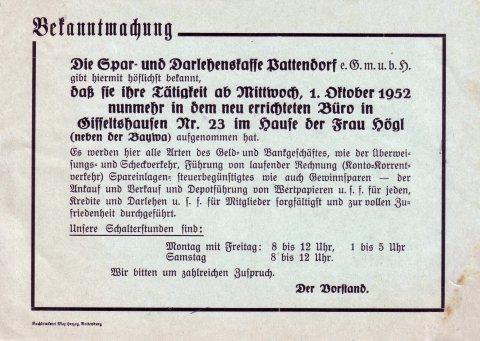 Bekanntmachung
Die Spar- und Darlehenskasse Pattendorf e. G. m. u. b. H.
gibt hiermit höflichst bekannt,
daß sie ihre Tätigkeit ab Mittwoch, 1. Oktober 1952
nunmehr in dem neu errichteten Büro in
Gisseltshausen Nr. 23 im Hause der Frau Högl
(neben der Baywa) aufgenommen hat.
Es werden hier alle Arten des Geld- und Bankgeschäftes, wie der Überwei-
sungs- und Scheckverkehr, Führung von laufender Rechnung (Konto-Korrent-
verkehr) Spareinlagen- steuerbegünstigtes wie auch Gewinnsparen — der
Ankauf und Verkauf und Depotführung von Wertpapieren u. s. f. für jeden,
Kredite und Darlehen u. s. f. für Mitglieder sorgfältigst und zur vollen Zu-
friedenheit durchgeführt.
Unsere Schalterstunden sind:
Montag mit Freitag: 8 bis 12 Uhr, 1 bis 5 Uhr
Samstag 8 bis 12 Uhr.
Wir bitten um zahlreichen Zuspruch.
Der Vorstand.
Buchdruckerei Max Herzog, Rottenburg